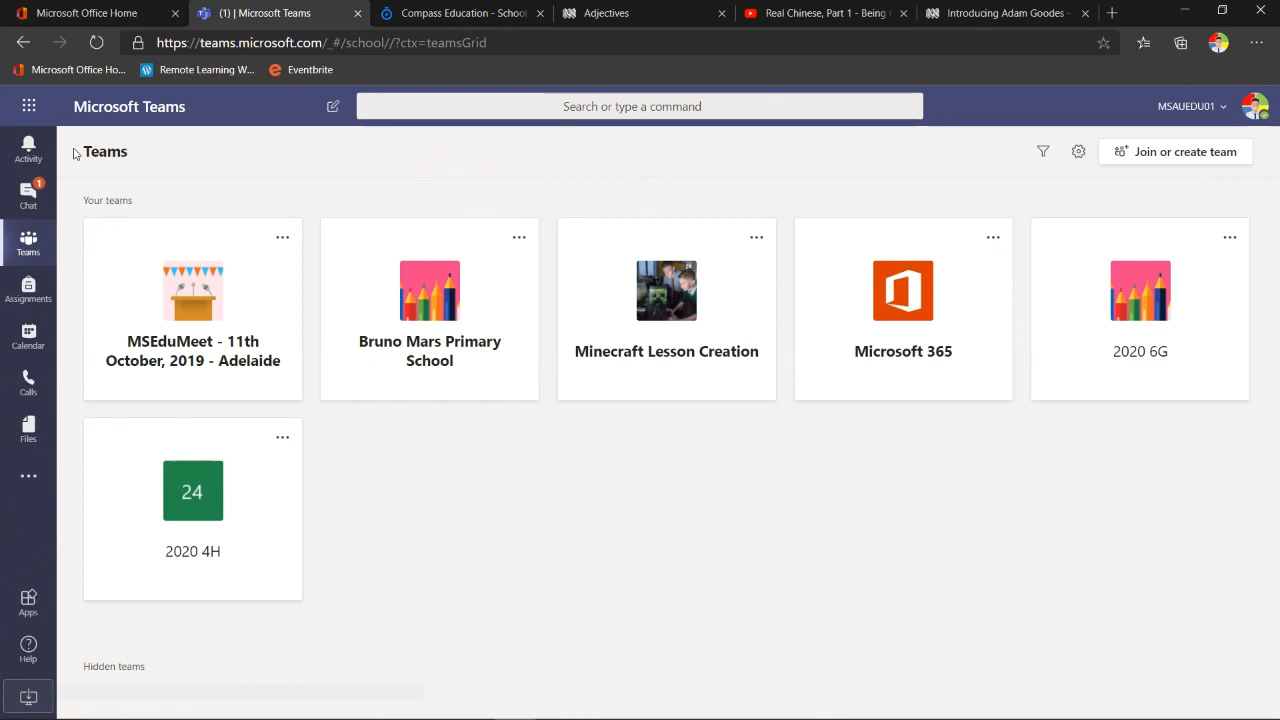 Microsoft Office Home
(1) | Microsoft Teams
Compass Education - School
Adjectives
Real Chinese, Part 1 - Being
Introducing Adam Goodes -
https://teams.microsoft.com/_#/school//?ctx=teamsGrid
Microsoft Office Ho...
Remote Learning W...
Eventbrite
Microsoft Teams
Search or type a command
MSAUEDU01
Activity
1
Chat
Teams
Assignments
Calendar
Calls
Files
Apps
Help
Teams
Join or create team
Your teams
MSEduMeet - 11th
October, 2019 - Adelaide
Bruno Mars Primary
School
Minecraft Lesson Creation
Microsoft 365
2020 6G
24
2020 4H
Hidden teams